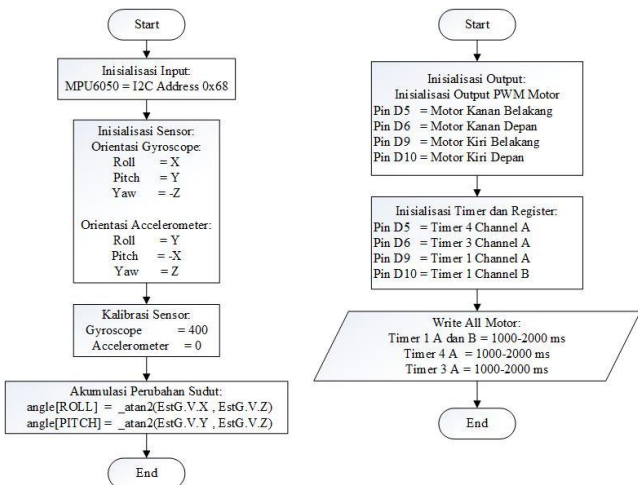 Start
Inisialisasi Input:
MPU6050 = I2C Address 0x68
Inisialisasi Sensor:
Orientasi Gyroscope:
Roll = X
Pitch = Y
Yaw = -Z
Orientasi Accelerometer:
Roll = Y
Pitch = -X
Yaw = Z
Kalibrasi Sensor:
Gyroscope = 400
Accelerometer = 0
Akumulasi Perubahan Sudut:
angle[ROLL] = _atan2(EstG.V.X , EstG.V.Z)
angle[PITCH] = _atan2(EstG.V.Y , EstG.V.Z)
End
Start
Inisialisasi Output:
Inisialisasi Output PWM Motor
Pin D5 = Motor Kanan Belakang
Pin D6 = Motor Kanan Depan
Pin D9 = Motor Kiri Belakang
Pin D10 = Motor Kiri Depan
Inisialisasi Timer dan Register:
Pin D5 = Timer 4 Channel A
Pin D6 = Timer 3 Channel A
Pin D9 = Timer 1 Channel A
Pin D10 = Timer 1 Channel B
Write All Motor:
Timer 1 A dan B = 1000-2000 ms
Timer 4 A = 1000-2000 ms
Timer 3 A = 1000-2000 ms
End